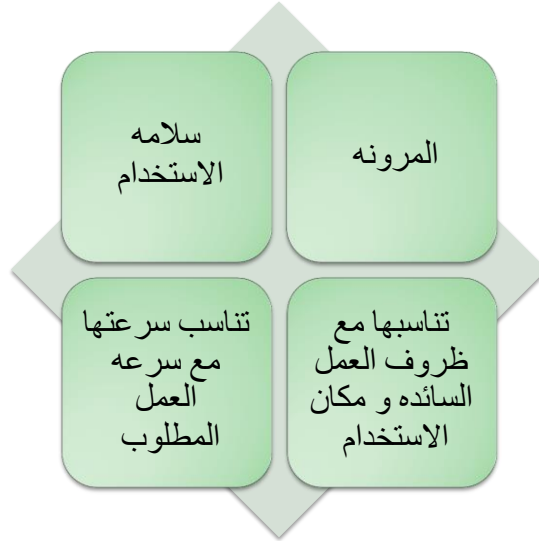 المرونه
سلامه
الاستخدام
تناسبها مع
ظروف العمل
السائده و مكان
الاستخدام
تناسب سرعتها
مع سرعه
العمل
المطلوب